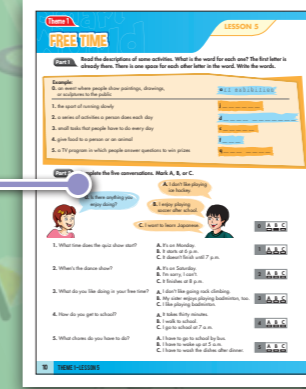 Theme 1
LESSON 5
FREE TIME
Part 1 Read the descriptions of some activities. What is the word for each one? The first letter is
already there. There is one space for each other letter in the word. Write the words.
Example:
0. an event where people show paintings, drawings,
or sculptures to the public
1. the sport of running slowly
2. a series of activities a person does each day
3. small tasks that people have to do every day
4. give food to a person or an animal
5. a TV program in which people answer questions to win prizes
Part 2 Complete the five conversations. Mark A, B, or C.
A. I don't like playing
ice hockey.
Is there anything you
enjoy doing?
B. I enjoy playing
soccer after school.
C. I want to learn Japanese.
0 A B C
1. What time does the quiz show start?
A. It's on Monday.
B. It starts at 6 p.m.
C. It doesn't finish until 7 p.m.
1 A B C
2. When's the dance show?
A. It's on Saturday.
B. I'm sorry, I can't.
C. It finishes at 8 p.m.
2 A B C
3. What do you like doing in your free time?
A. I don't like going rock climbing.
B. My sister enjoys playing badminton, too.
C. I like playing badminton.
3 A B C
4. How do you get to school?
A. It takes thirty minutes.
B. I walk to school.
C. I go to school at 7 a.m.
4 A B C
5. What chores do you have to do?
A. I have to go to school by bus.
B. I have to wake up at 5 a.m.
C. I have to wash the dishes after dinner.
5 A B C
10 THEME 1-LESSON 5